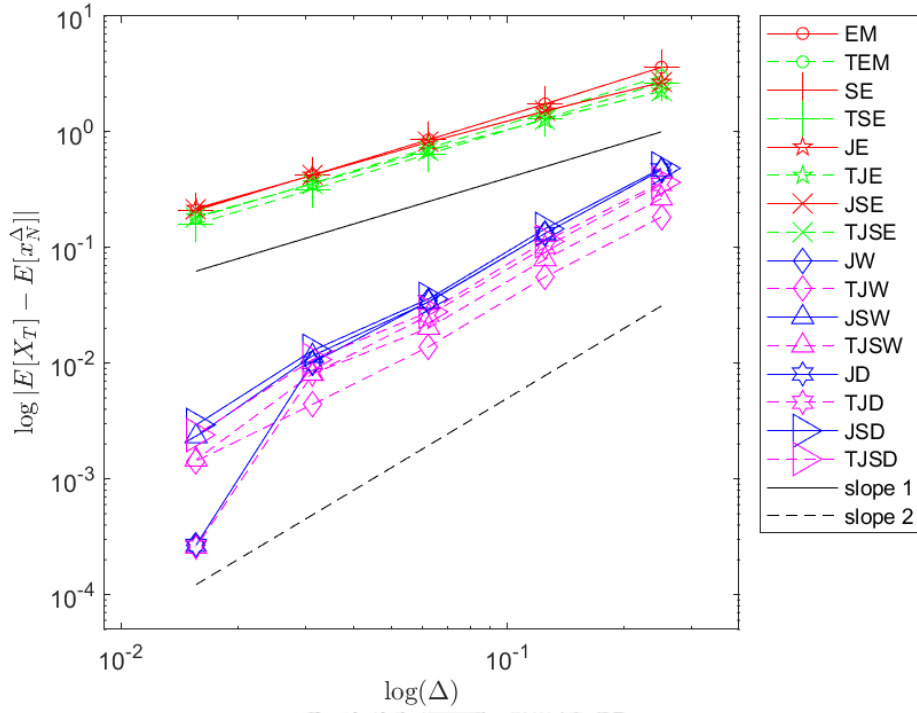 10^1
10^0
10^{-1}
10^{-2}
10^{-3}
10^{-4}
log |E[X_T] − E[x_N^Δ]|
10^{-2}
10^{-1}
log(Δ)
EM
TEM
SE
TSE
JE
TJE
JSE
TJSE
JW
TJW
JSW
TJSW
JD
TJD
JSD
TJSD
slope 1
slope 2